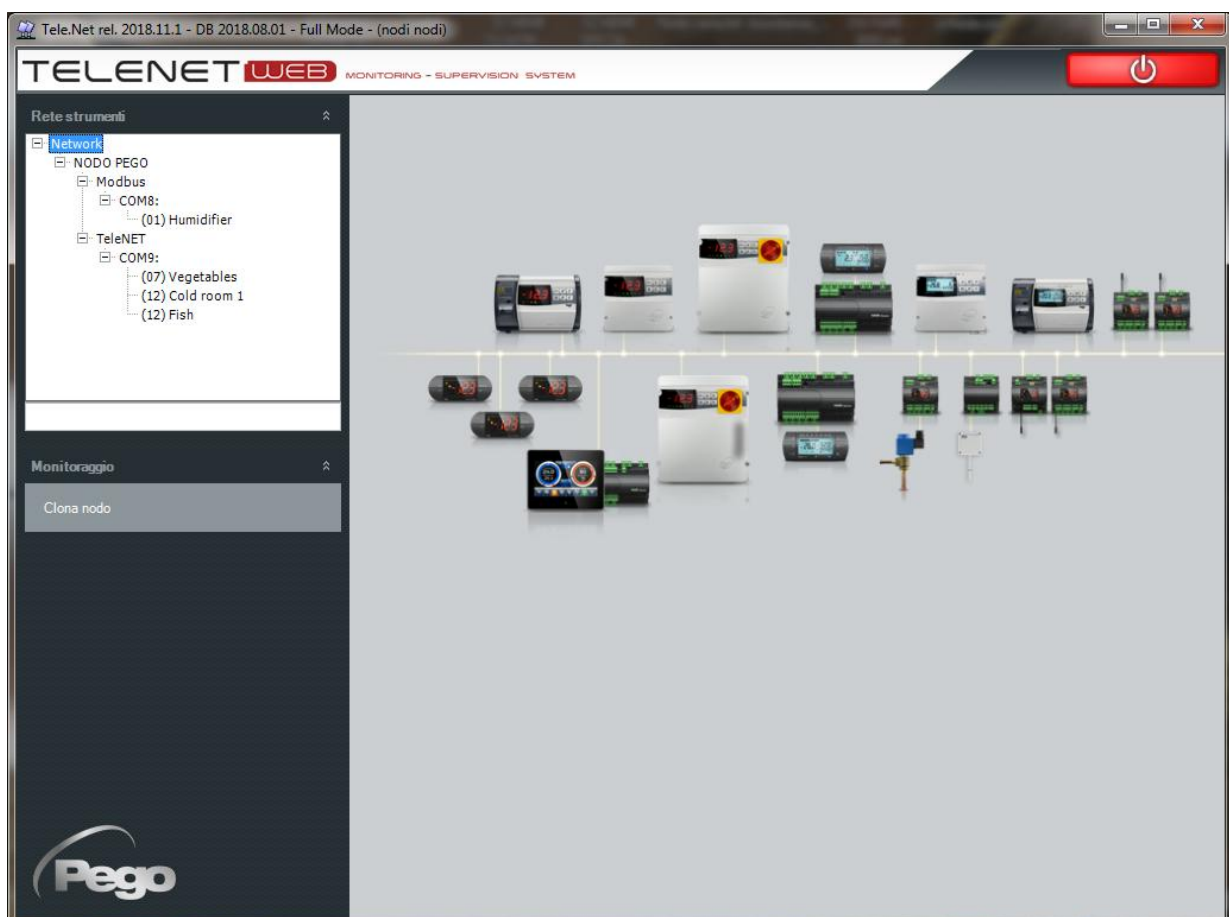 Tele.Net rel. 2018.11.1 - DB 2018.08.01 - Full Mode - (nodi nodi)
TELENET WEB MONITORING - SUPERVISION SYSTEM
Rete strumenti
Network
NODO PEGO
Modbus
COM8:
(01) Humidifier
TeleNET
COM9:
(07) Vegetables
(12) Cold room 1
(12) Fish
Monitoraggio
Clona nodo
Pego